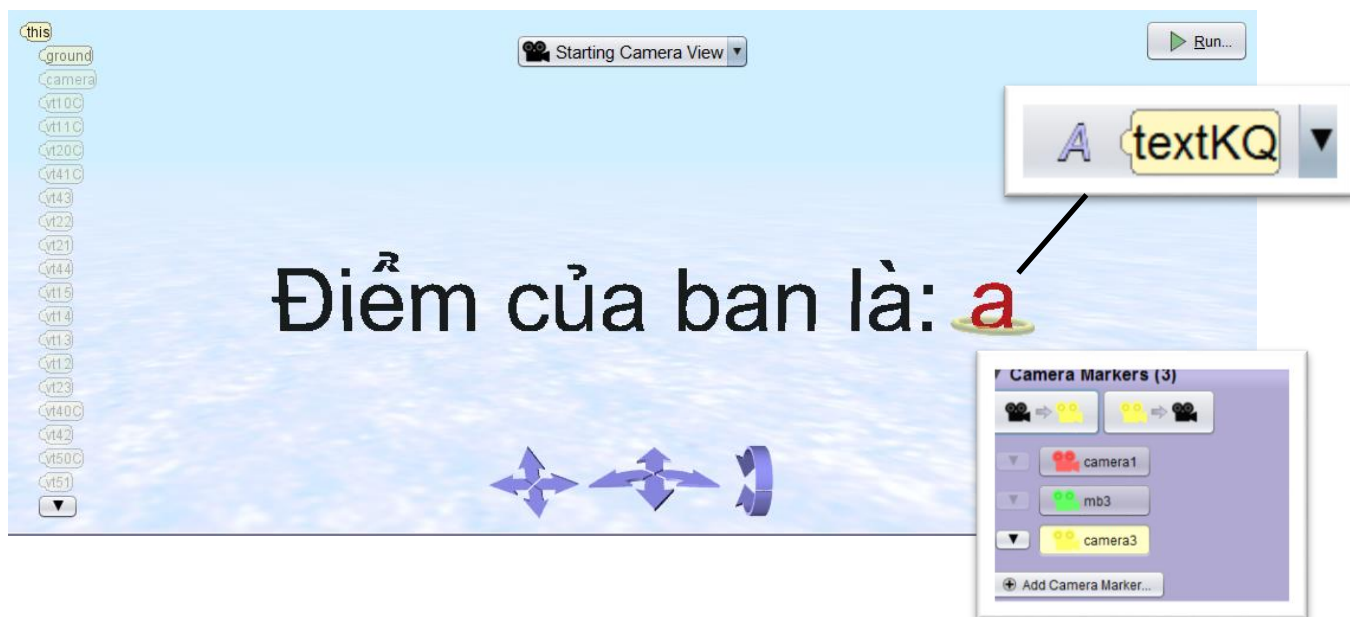 this
ground
camera
vt10C
vt11C
vt20C
vt41C
vt43
vt22
vt21
vt44
vt15
vt14
vt13
vt12
vt23
vt40C
vt42
vt50C
vt51
Starting Camera View
Run...
A textKQ
Điểm của ban là: a
Camera Markers (3)
camera1
mb3
camera3
Add Camera Marker...